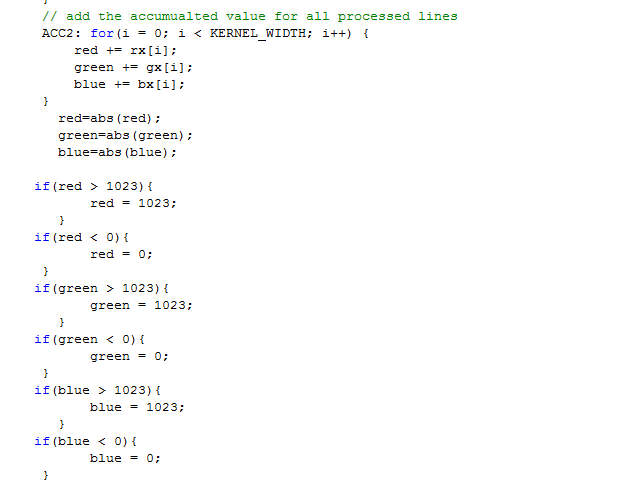 }
// add the accumualted value for all processed lines
ACC2: for(i = 0; i < KERNEL_WIDTH; i++) {
red += rx[i];
green += gx[i];
blue += bx[i];
}
red=abs(red);
green=abs(green);
blue=abs(blue);
if(red > 1023){
red = 1023;
}
if(red < 0){
red = 0;
}
if(green > 1023){
green = 1023;
}
if(green < 0){
green = 0;
}
if(blue > 1023){
blue = 1023;
}
if(blue < 0){
blue = 0;
}